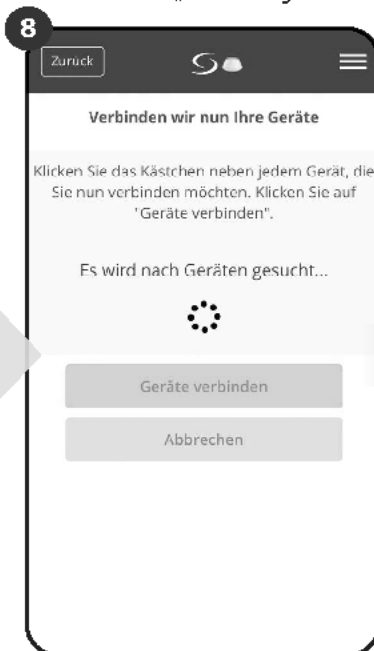 8
Zurück
Verbinden wir nun Ihre Geräte
Klicken Sie das Kästchen neben jedem Gerät, die
Sie nun verbinden möchten. Klicken Sie auf
"Geräte verbinden".
Es wird nach Geräten gesucht...
Geräte verbinden
Abbrechen